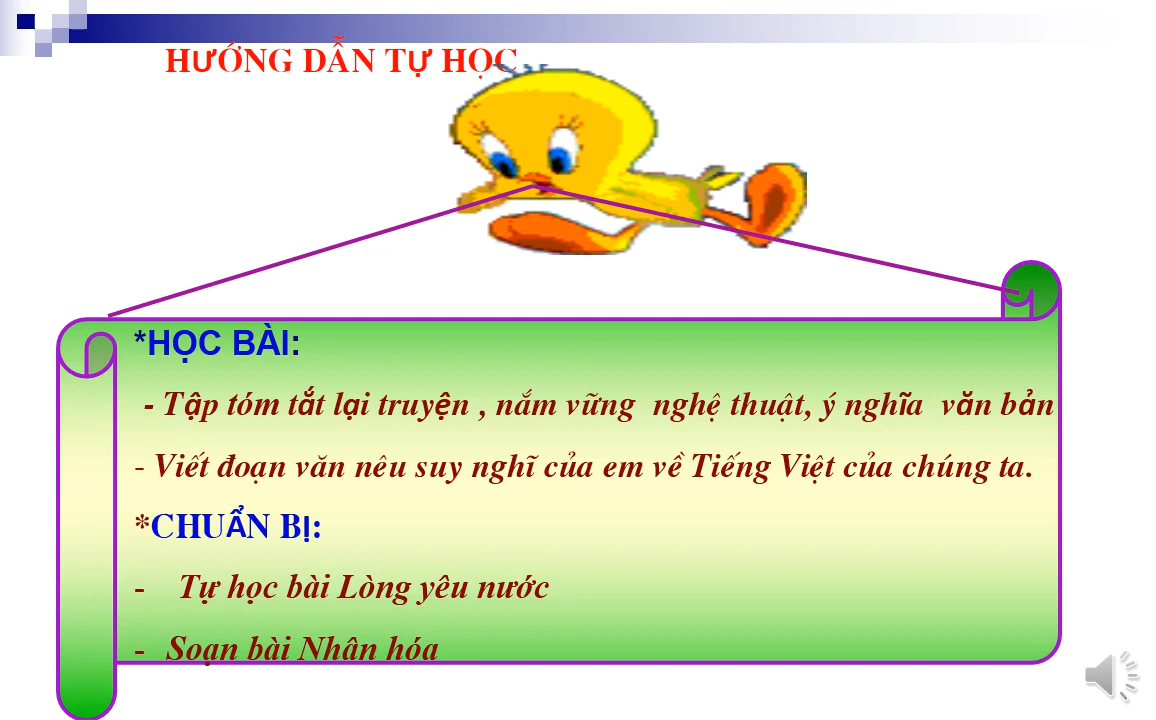 HƯỚNG DẪN TỰ HỌC
*HỌC BÀI:
- Tập tóm tắt lại truyện , nắm vững nghệ thuật, ý nghĩa văn bản
- Viết đoạn văn nêu suy nghĩ của em về Tiếng Việt của chúng ta.
*CHUẨN BỊ:
- Tự học bài Lòng yêu nước
- Soạn bài Nhân hóa